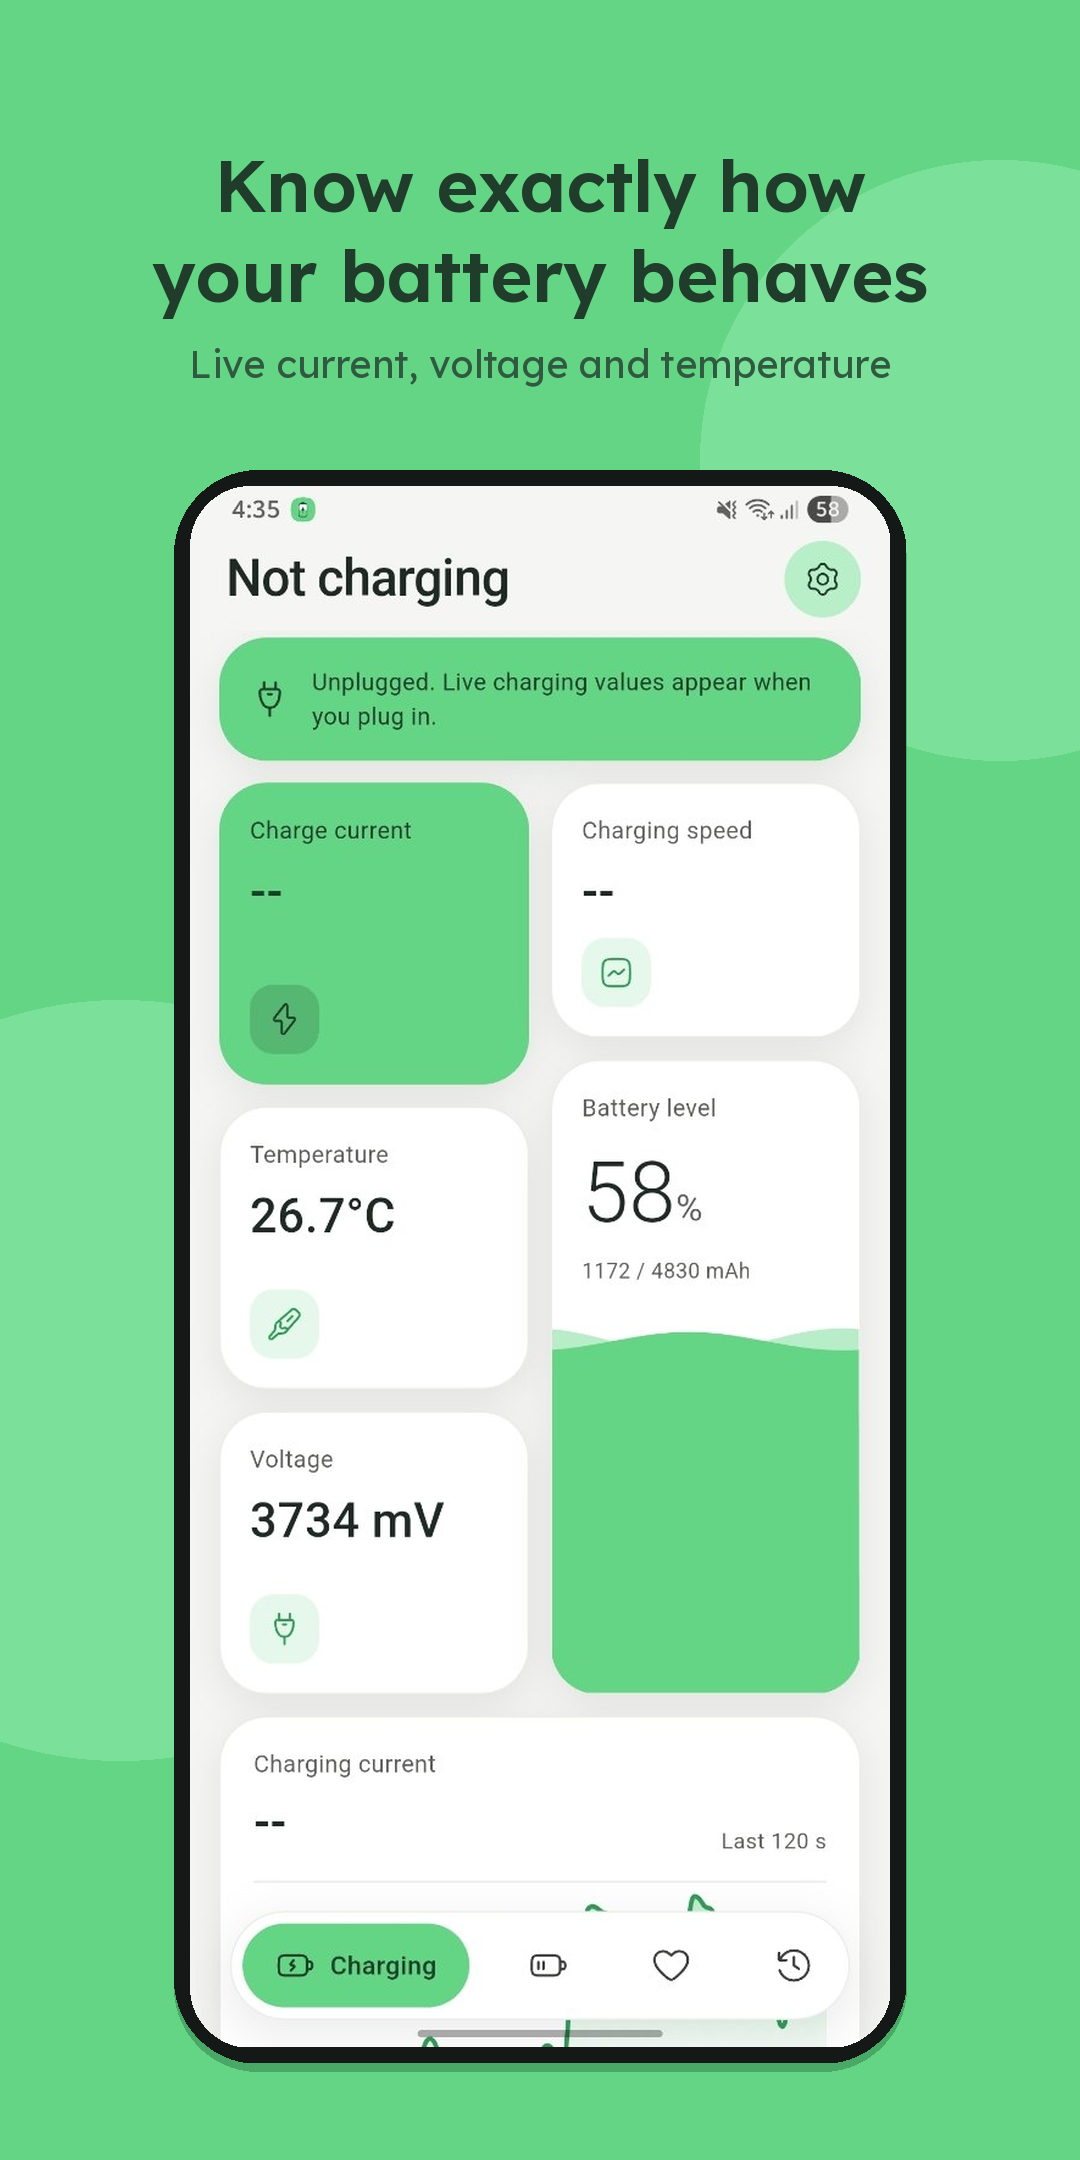 Know exactly how
your battery behaves
Live current, voltage and temperature
4:35
58
Not charging
Unplugged. Live charging values appear when
you plug in.
Charge current
--
Charging speed
--
Temperature
26.7°C
Battery level
58%
1172 / 4830 mAh
Voltage
3734 mV
Charging current
--
Last 120 s
Charging